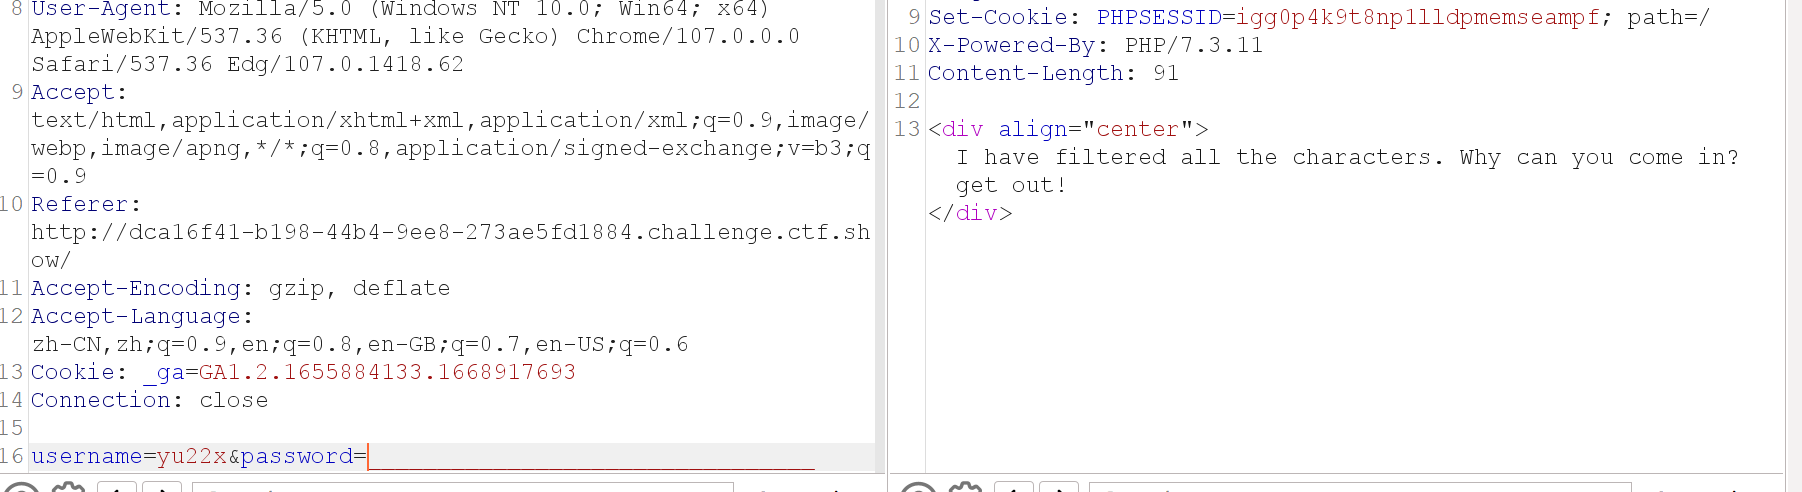 8 User-Agent: Mozilla/5.0 (Windows NT 10.0; Win64; x64)
AppleWebKit/537.36 (KHTML, like Gecko) Chrome/107.0.0.0
Safari/537.36 Edg/107.0.1418.62
9 Accept:
text/html,application/xhtml+xml,application/xml;q=0.9,image/
webp,image/apng,*/*;q=0.8,application/signed-exchange;v=b3;q
=0.9
10 Referer:
http://dca16f41-b198-44b4-9ee8-273ae5fd1884.challenge.ctf.sh
ow/
11 Accept-Encoding: gzip, deflate
12 Accept-Language:
zh-CN,zh;q=0.9,en;q=0.8,en-GB;q=0.7,en-US;q=0.6
13 Cookie: _ga=GA1.2.1655884133.1668917693
14 Connection: close
15
16 username=yu22x&password=________________________________
9 Set-Cookie: PHPSESSID=igg0p4k9t8np1lldpmemseampf; path=/
10 X-Powered-By: PHP/7.3.11
11 Content-Length: 91
12
13 <div align="center">
I have filtered all the characters. Why can you come in?
get out!
</div>